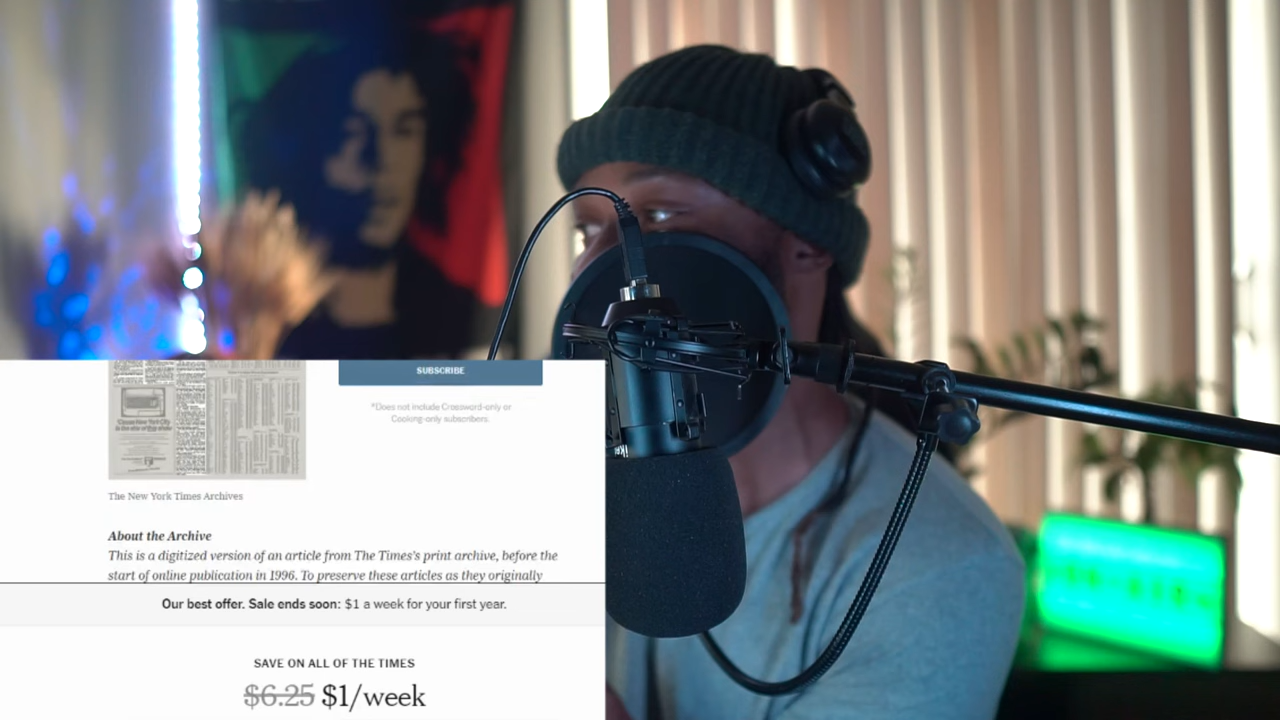 SUBSCRIBE
*Does not include Crossword-only or
Cooking-only subscribers.
The New York Times Archives
About the Archive
This is a digitized version of an article from The Times's print archive, before the
start of online publication in 1996. To preserve these articles as they originally
Our best offer. Sale ends soon: $1 a week for your first year.
SAVE ON ALL OF THE TIMES
$6.25 $1/week